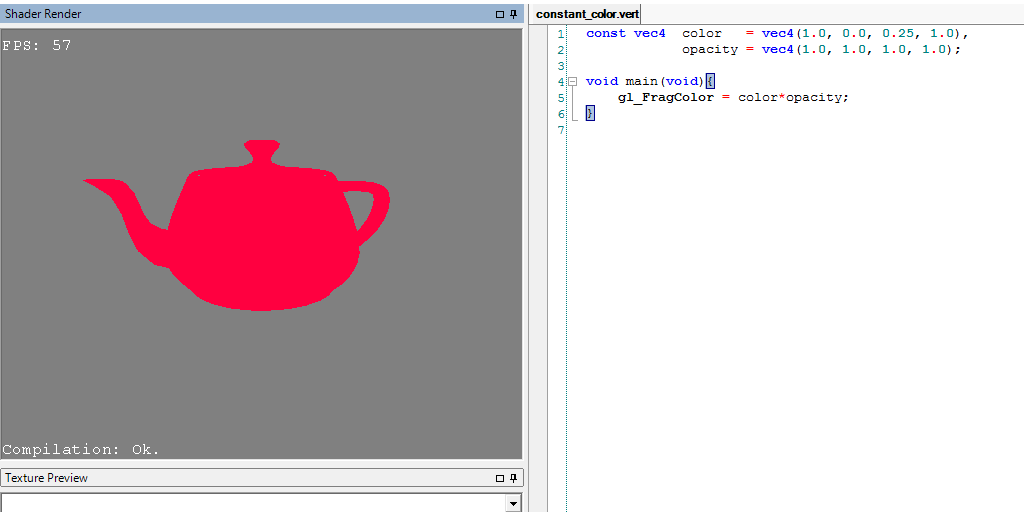 Shader Render
FPS: 57
Compilation: Ok.
Texture Preview
constant_color.vert
1 const vec4  color   = vec4(1.0, 0.0, 0.25, 1.0),
2             opacity = vec4(1.0, 1.0, 1.0, 1.0);
3
4 void main(void){
5     gl_FragColor = color*opacity;
6 }
7